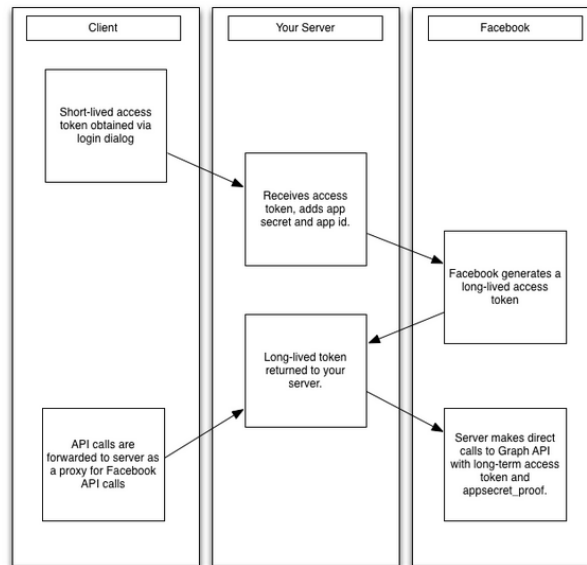 Client
Your Server
Facebook
Short-lived access
token obtained via
login dialog
Receives access
token, adds app
secret and app id.
Facebook generates a
long-lived access
token
Long-lived token
returned to your
server.
API calls are
forwarded to server as
a proxy for Facebook
API calls
Server makes direct
calls to Graph API
with long-term access
token and
appsecret_proof.